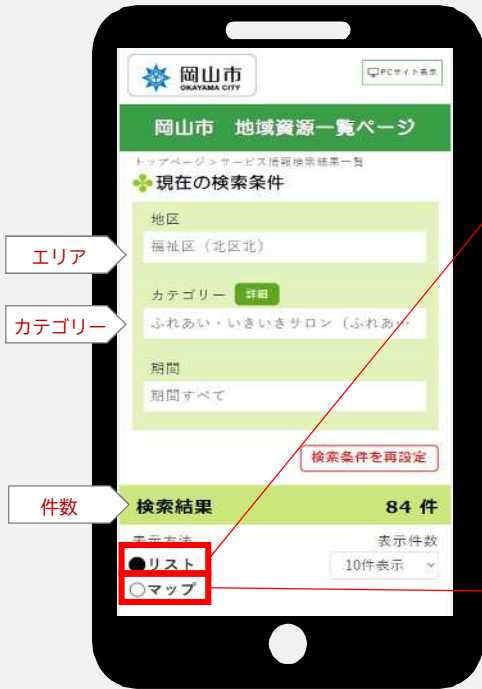 岡山市
OKAYAMA CITY
PCサイト表示
岡山市 地域資源一覧ページ
トップページ>サービス情報検索結果一覧
現在の検索条件
地区
福祉区（北区北）
エリア
カテゴリー 詳細
ふれあい・いきいきサロン（ふれあ…
カテゴリー
期間
期間すべて
検索条件を再設定
件数
検索結果 84 件
表示方法 表示件数
●リスト 10件表示
○マップ